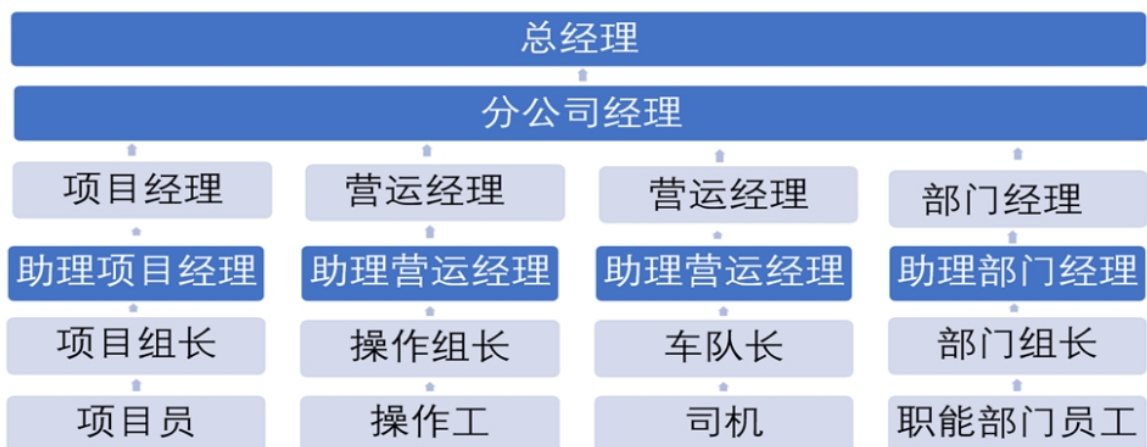 总经理
分公司经理
项目经理 营运经理 营运经理 部门经理
助理项目经理 助理营运经理 助理营运经理 助理部门经理
项目组长 操作组长 车队长 部门组长
项目员 操作工 司机 职能部门员工